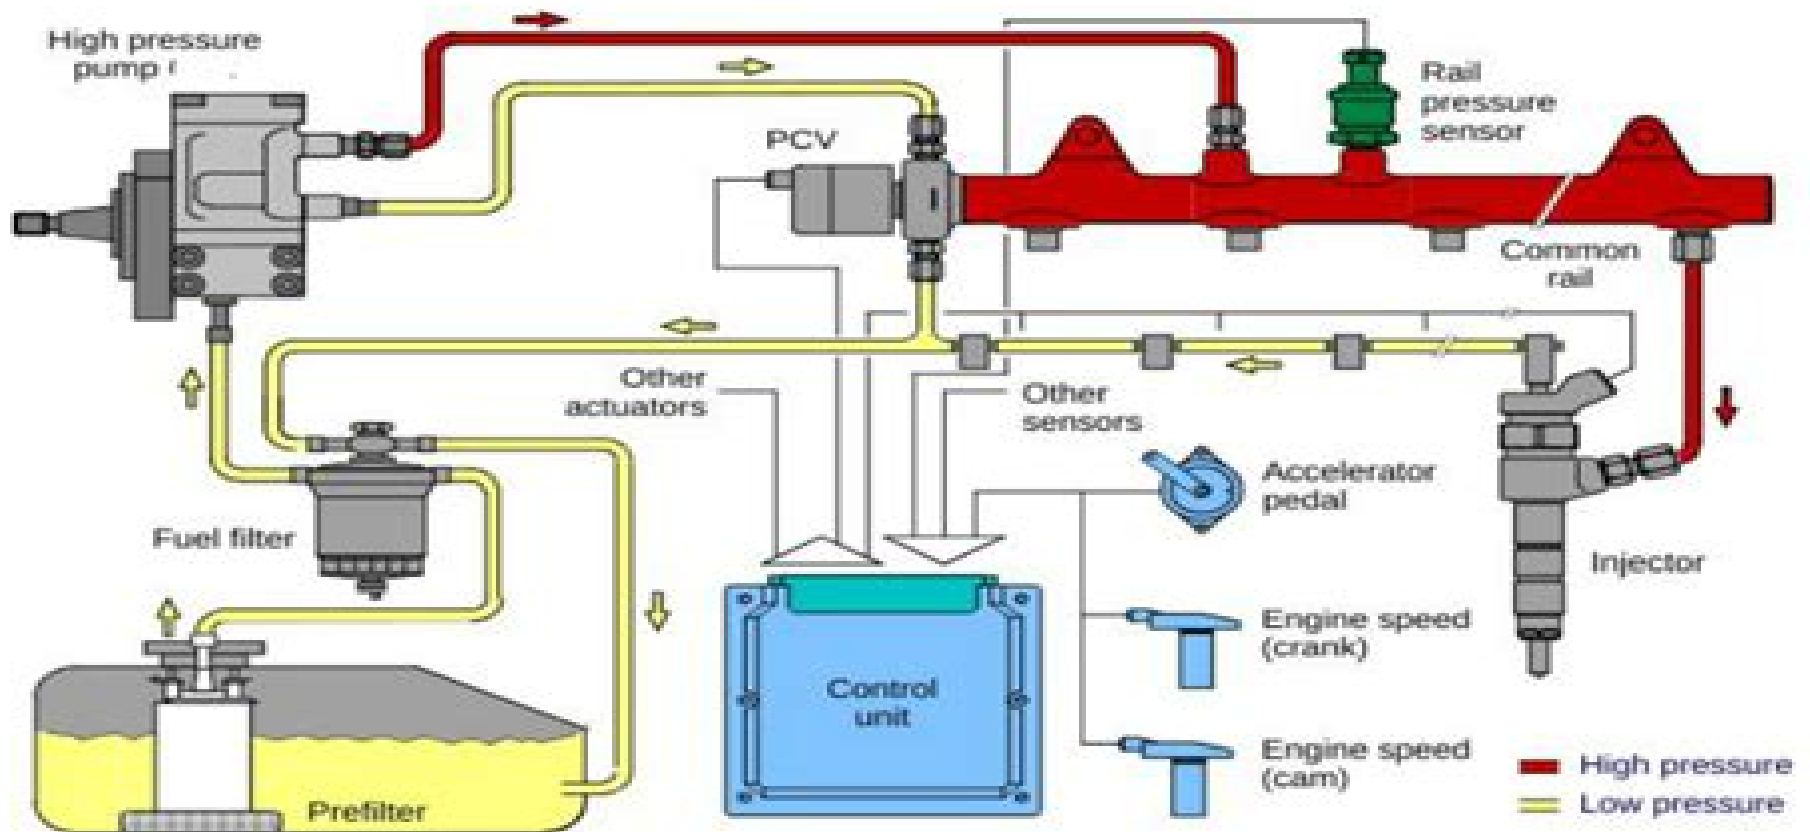 High pressure
pump
PCV
Rail
pressure
sensor
Common
rail
Other
actuators
Other
sensors
Accelerator
pedal
Fuel filter
Injector
Engine speed
(crank)
Control
unit
Engine speed
(cam)
Prefilter
High pressure
Low pressure